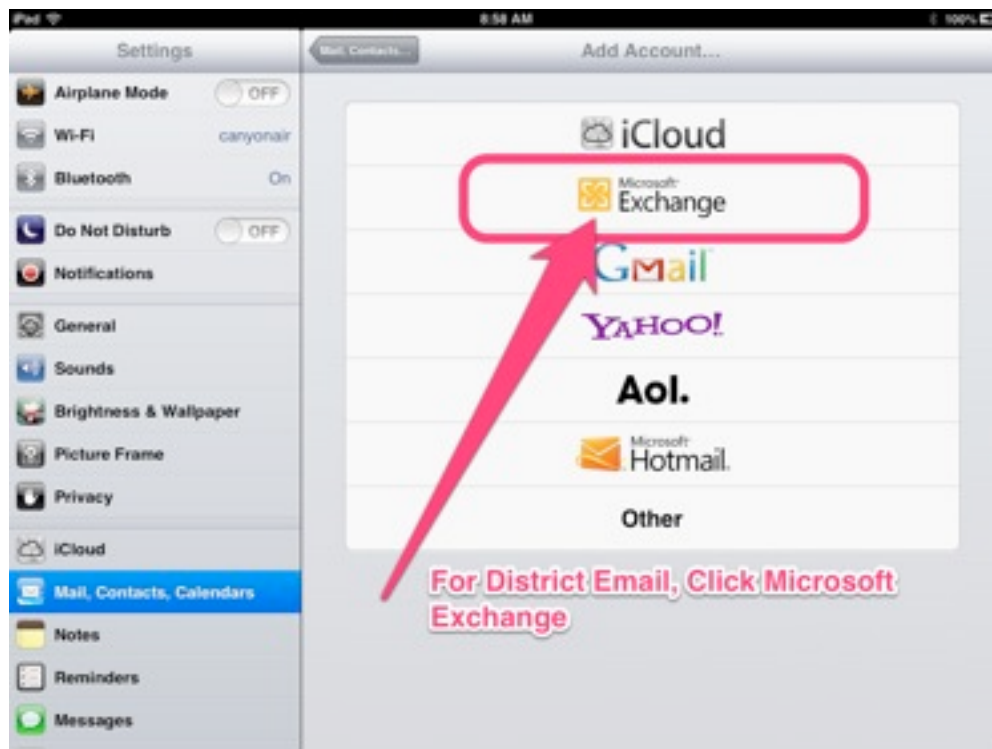 iPad 8:58 AM 100%
Settings
Mail, Contacts...
Add Account...
Airplane Mode OFF
Wi-Fi canyonair
Bluetooth On
Do Not Disturb OFF
Notifications
General
Sounds
Brightness & Wallpaper
Picture Frame
Privacy
iCloud
Mail, Contacts, Calendars
Notes
Reminders
Messages
iCloud
Microsoft
Exchange
Gmail
YAHOO!
Aol.
Microsoft
Hotmail.
Other
For District Email, Click Microsoft
Exchange